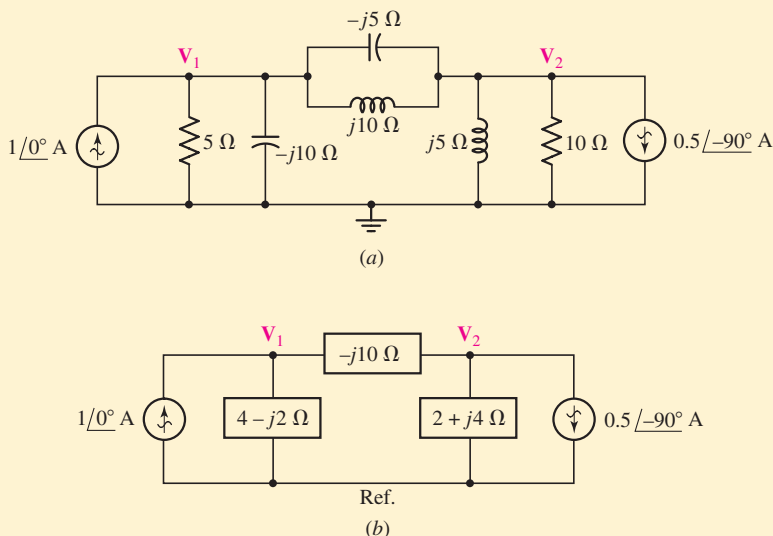 –j5 Ω
V₁
V₂
1/0° A
5 Ω
–j10 Ω
j10 Ω
j5 Ω
10 Ω
0.5/–90° A
(a)
V₁
–j10 Ω
V₂
1/0° A
4 – j2 Ω
2 + j4 Ω
0.5/–90° A
Ref.
(b)